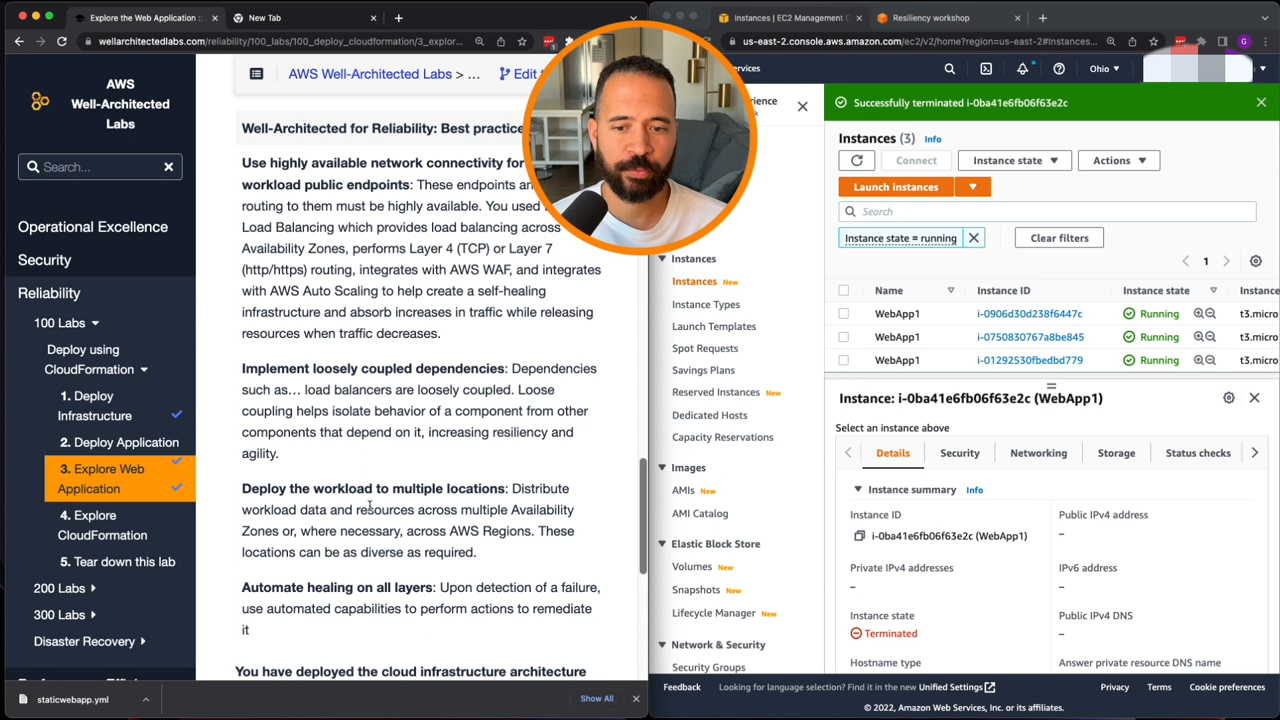 Explore the Web Application ::
New Tab
wellarchitectedlabs.com/reliability/100_labs/100_deploy_cloudformation/3_explor...
AWS
Well-Architected
Labs
Search...
Operational Excellence
Security
Reliability
100 Labs
Deploy using
CloudFormation
1. Deploy
Infrastructure
2. Deploy Application
3. Explore Web
Application
4. Explore
CloudFormation
5. Tear down this lab
200 Labs
300 Labs
Disaster Recovery
AWS Well-Architected Labs > ...
Edit
Well-Architected for Reliability: Best practice
Use highly available network connectivity for
workload public endpoints: These endpoints an
routing to them must be highly available. You used
Load Balancing which provides load balancing across
Availability Zones, performs Layer 4 (TCP) or Layer 7
(http/https) routing, integrates with AWS WAF, and integrates
with AWS Auto Scaling to help create a self-healing
infrastructure and absorb increases in traffic while releasing
resources when traffic decreases.
Implement loosely coupled dependencies: Dependencies
such as... load balancers are loosely coupled. Loose
coupling helps isolate behavior of a component from other
components that depend on it, increasing resiliency and
agility.
Deploy the workload to multiple locations: Distribute
workload data and resources across multiple Availability
Zones or, where necessary, across AWS Regions. These
locations can be as diverse as required.
Automate healing on all layers: Upon detection of a failure,
use automated capabilities to perform actions to remediate
it
You have deployed the cloud infrastructure architecture
staticwebapp.yml
Show All
Instances | EC2 Management C
Resiliency workshop
us-east-2.console.aws.amazon.com/ec2/v2/home?region=us-east-2#Instances...
G
Services
Ohio
Experience
Successfully terminated i-0ba41e6fb06f63e2c
Instances (3) Info
Connect
Instance state
Actions
Launch instances
Search
Instance state = running
Clear filters
1
Name
Instance ID
Instance state
Instance
WebApp1
i-0906d30d238f6447c
Running
t3.micro
WebApp1
i-0750830767a8be845
Running
t3.micro
WebApp1
i-01292530fbedbd779
Running
t3.micro
Instances
Instances New
Instance Types
Launch Templates
Spot Requests
Savings Plans
Reserved Instances New
Dedicated Hosts
Capacity Reservations
Images
AMIs New
AMI Catalog
Elastic Block Store
Volumes New
Snapshots New
Lifecycle Manager New
Network & Security
Security Groups
Instance: i-0ba41e6fb06f63e2c (WebApp1)
Select an instance above
Details
Security
Networking
Storage
Status checks
Instance summary Info
Instance ID
i-0ba41e6fb06f63e2c (WebApp1)
Public IPv4 address
–
Private IPv4 addresses
–
IPv6 address
–
Instance state
Terminated
Public IPv4 DNS
–
Hostname type
Answer private resource DNS name
Feedback
Looking for language selection? Find it in the new Unified Settings
Privacy
Terms
Cookie preferences
© 2022, Amazon Web Services, Inc. or its affiliates.